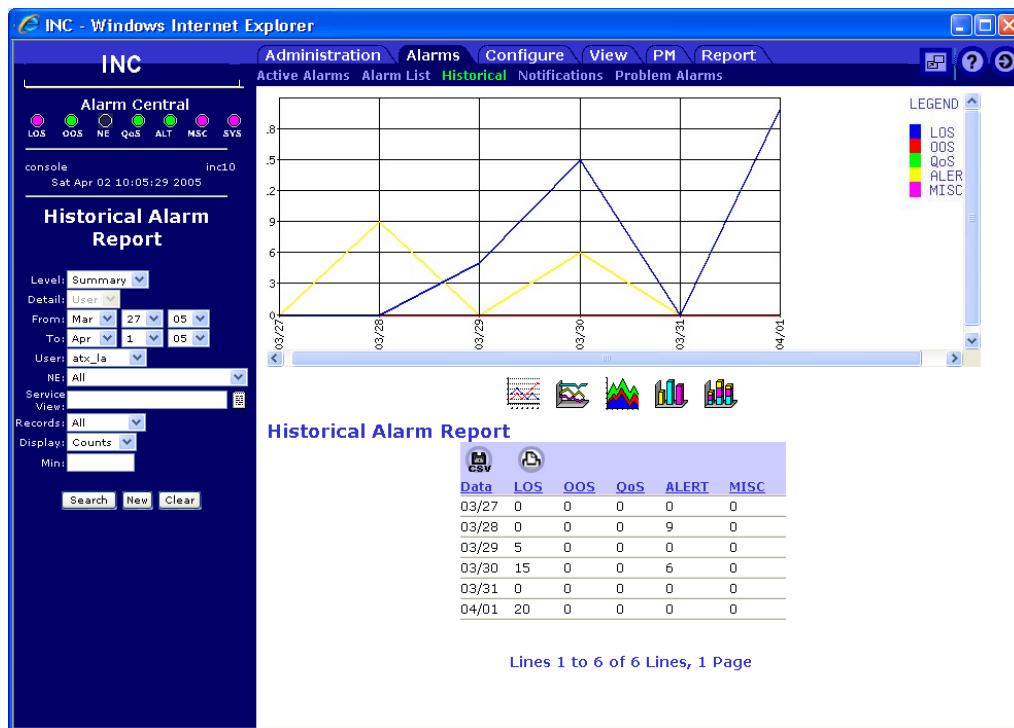 INC - Windows Internet Explorer
INC
Administration Alarms Configure View PM Report
Active Alarms Alarm List Historical Notifications Problem Alarms
?
Alarm Central
LOS OOS NE QoS ALT MSC SYS
console inc10
Sat Apr 02 10:05:29 2005
Historical Alarm
Report
Level: Summary
Detail: User
From: Mar 27 05
To: Apr 1 05
User: atx_la
NE: All
Service
View:
Records: All
Display: Counts
Min:
Search New Clear
.8
.5
.2
9
6
3
0
03/27 03/28 03/29 03/30 03/31 04/01
LEGEND
LOS
OOS
QoS
ALER
MISC
Historical Alarm Report
CSV
Data LOS OOS QoS ALERT MISC
03/27 0 0 0 0 0
03/28 0 0 0 9 0
03/29 5 0 0 0 0
03/30 15 0 0 6 0
03/31 0 0 0 0 0
04/01 20 0 0 0 0
Lines 1 to 6 of 6 Lines, 1 Page